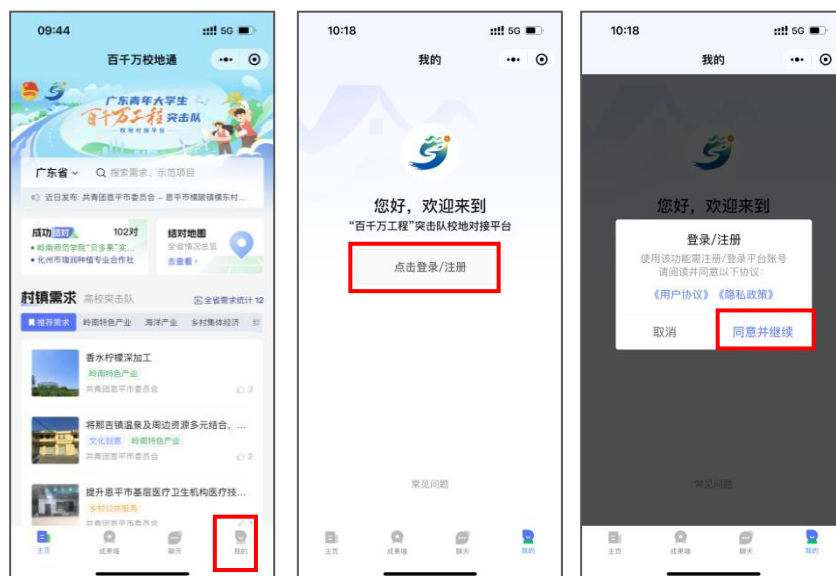 09:44
5G
百千万校地通
广东青年大学生
百千万工程 突击队
校地对接平台
广东省
搜索需求、示范项目
近日发布: 共青团恩平市委员会 – 恩平市横陂镇横东村...
成功结对 102对
• 岭南师范学院“贝多果”实...
• 化州市瑞润种植专业合作社
结对地图
全省情况总览
去查看
村镇需求 高校突击队 全省需求统计 12
推荐需求 岭南特色产业 海洋产业 乡村集体经济
香水柠檬深加工
岭南特色产业
共青团恩平市委员会 3
将那吉镇温泉及周边资源多元结合，...
文化创意 岭南特色产业
共青团恩平市委员会 2
提升恩平市基层医疗卫生机构医疗技...
乡村公共服务
共青团恩平市委员会
主页 成果墙 聊天 我的
10:18
5G
我的
您好，欢迎来到
“百千万工程”突击队校地对接平台
点击登录/注册
常见问题
主页 成果墙 聊天 我的
10:18
5G
我的
您好，欢迎来到
登录/注册
使用该功能需注册/登录平台账号
请阅读并同意以下协议：
《用户协议》《隐私政策》
取消 同意并继续
常见问题
主页 成果墙 聊天 我的